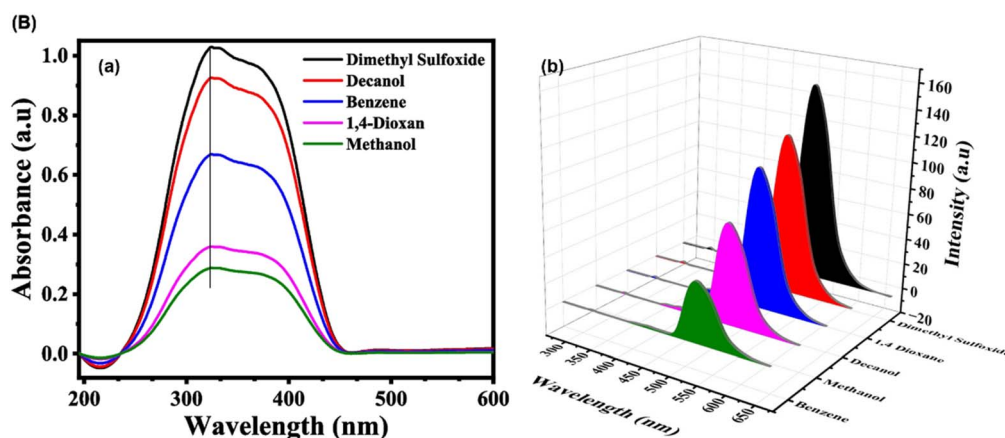 (B)
(a)
Dimethyl Sulfoxide
Decanol
Benzene
1,4-Dioxan
Methanol
Absorbance (a.u)
1.0
0.8
0.6
0.4
0.2
0.0
200 300 400 500 600
Wavelength (nm)
(b)
160
140
120
100
80
60
40
20
0
-20
Intensity (a.u)
300 350 400 450 500 550 600 650
Wavelength (nm)
Dimethyl Sulfoxide
1,4 Dioxane
Decanol
Methanol
Benzene